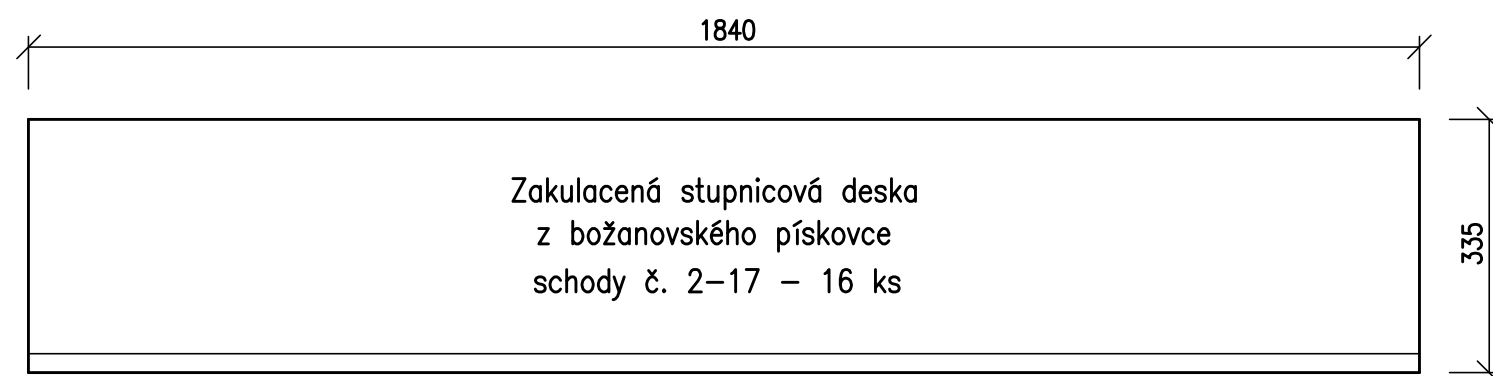 1840
Zakulacená stupnicová deska
z božanovského pískovce
schody č. 2-17 - 16 ks
335